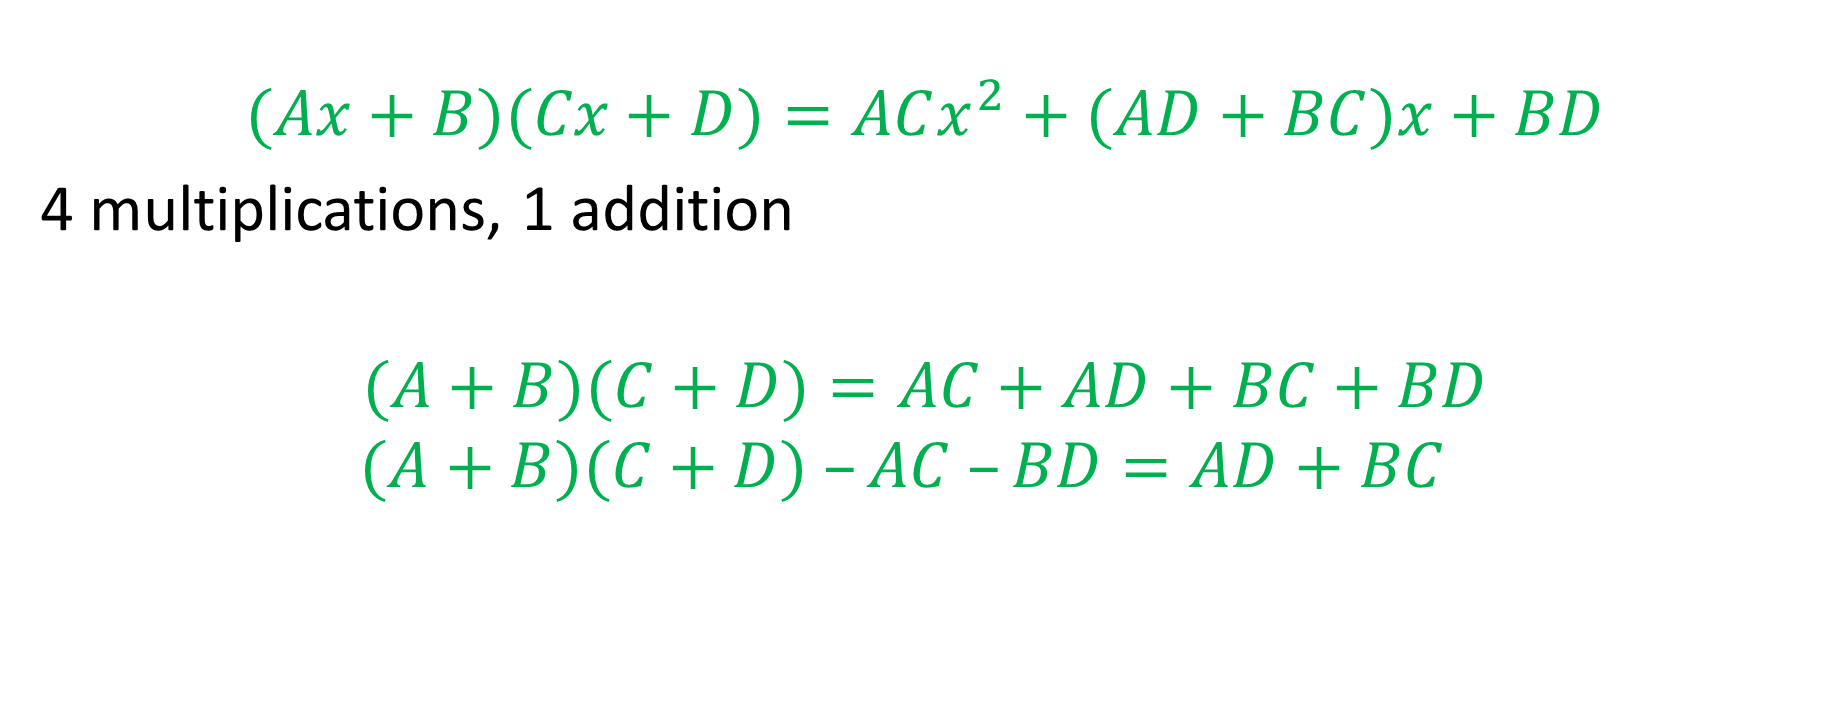 (Ax + B)(Cx + D) = ACx² + (AD + BC)x + BD
4 multiplications, 1 addition
(A + B)(C + D) = AC + AD + BC + BD
(A + B)(C + D) – AC – BD = AD + BC